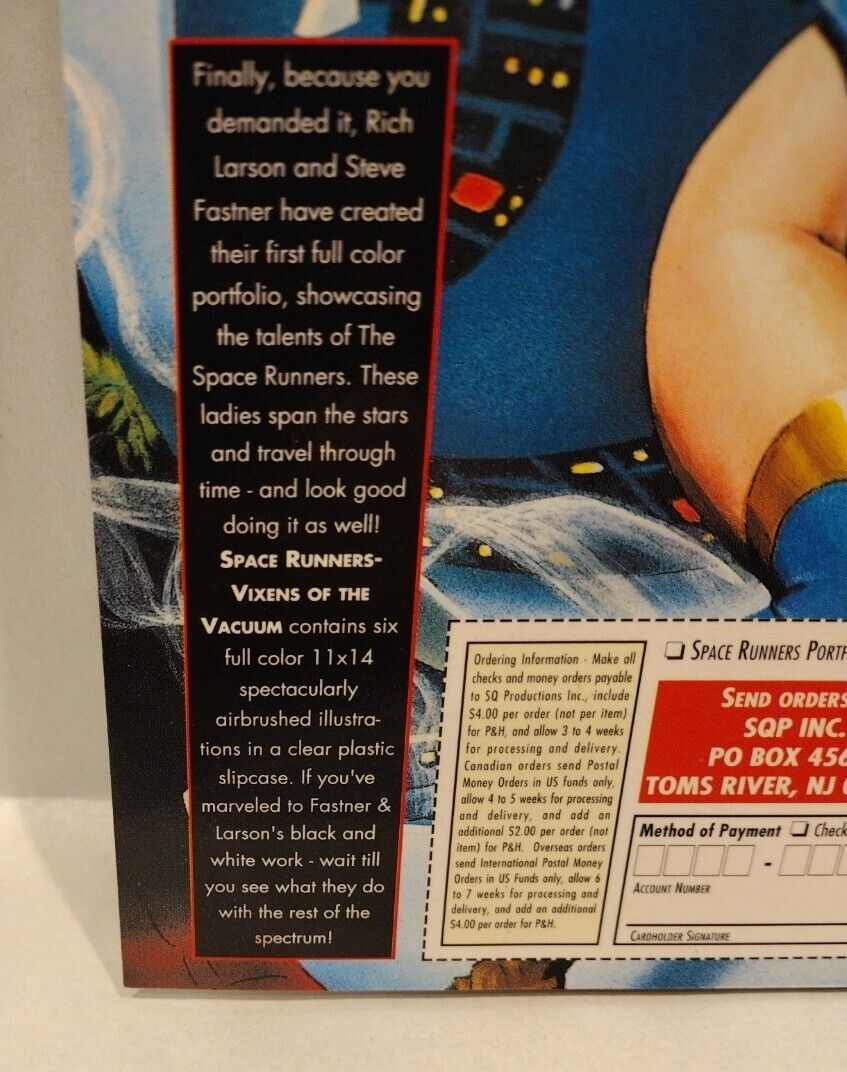 Finally, because you
demanded it, Rich
Larson and Steve
Fastner have created
their first full color
portfolio, showcasing
the talents of The
Space Runners. These
ladies span the stars
and travel through
time - and look good
doing it as well!
SPACE RUNNERS-
VIXENS OF THE
VACUUM contains six
full color 11x14
spectacularly
airbrushed illustra-
tions in a clear plastic
slipcase. If you've
marveled to Fastner &
Larson's black and
white work - wait till
you see what they do
with the rest of the
spectrum!
Ordering Information - Make all
checks and money orders payable
to SQ Productions Inc., include
$4.00 per order (not per item)
for P&H, and allow 3 to 4 weeks
for processing and delivery.
Canadian orders send Postal
Money Orders in US funds only,
allow 4 to 5 weeks for processing
and delivery, and add an
additional $2.00 per order (not
item) for P&H. Overseas orders
send International Postal Money
Orders in US Funds only, allow 6
to 7 weeks for processing and
delivery, and add an additional
$4.00 per order for P&H.
SPACE RUNNERS PORTF
SEND ORDERS
SQP INC.
PO BOX 456
TOMS RIVER, NJ
Method of Payment Check
-
ACCOUNT NUMBER
CARDHOLDER SIGNATURE